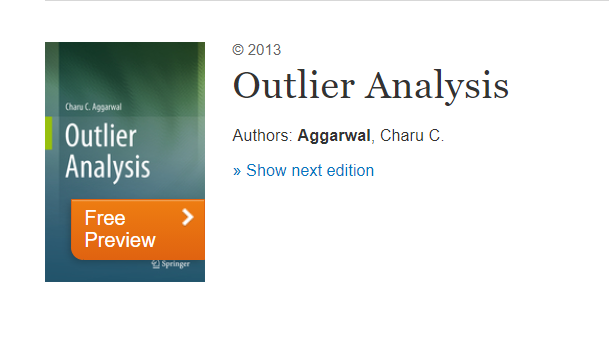 © 2013
Outlier Analysis
Authors: Aggarwal, Charu C.
» Show next edition
Charu C. Aggarwal
Outlier
Analysis
Free
Preview
Springer